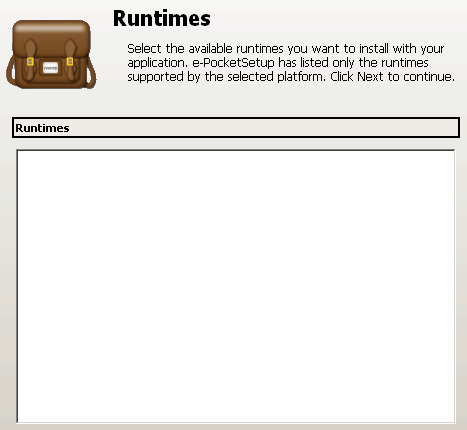 Runtimes
Select the available runtimes you want to install with your
application. e-PocketSetup has listed only the runtimes
supported by the selected platform. Click Next to continue.
Runtimes